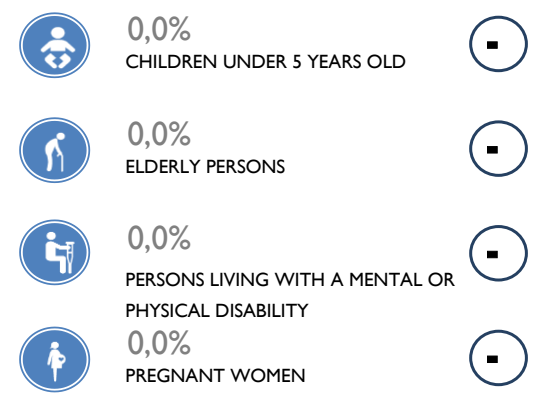 0,0%
CHILDREN UNDER 5 YEARS OLD
-
0,0%
ELDERLY PERSONS
-
0,0%
PERSONS LIVING WITH A MENTAL OR
PHYSICAL DISABILITY
-
0,0%
PREGNANT WOMEN
-